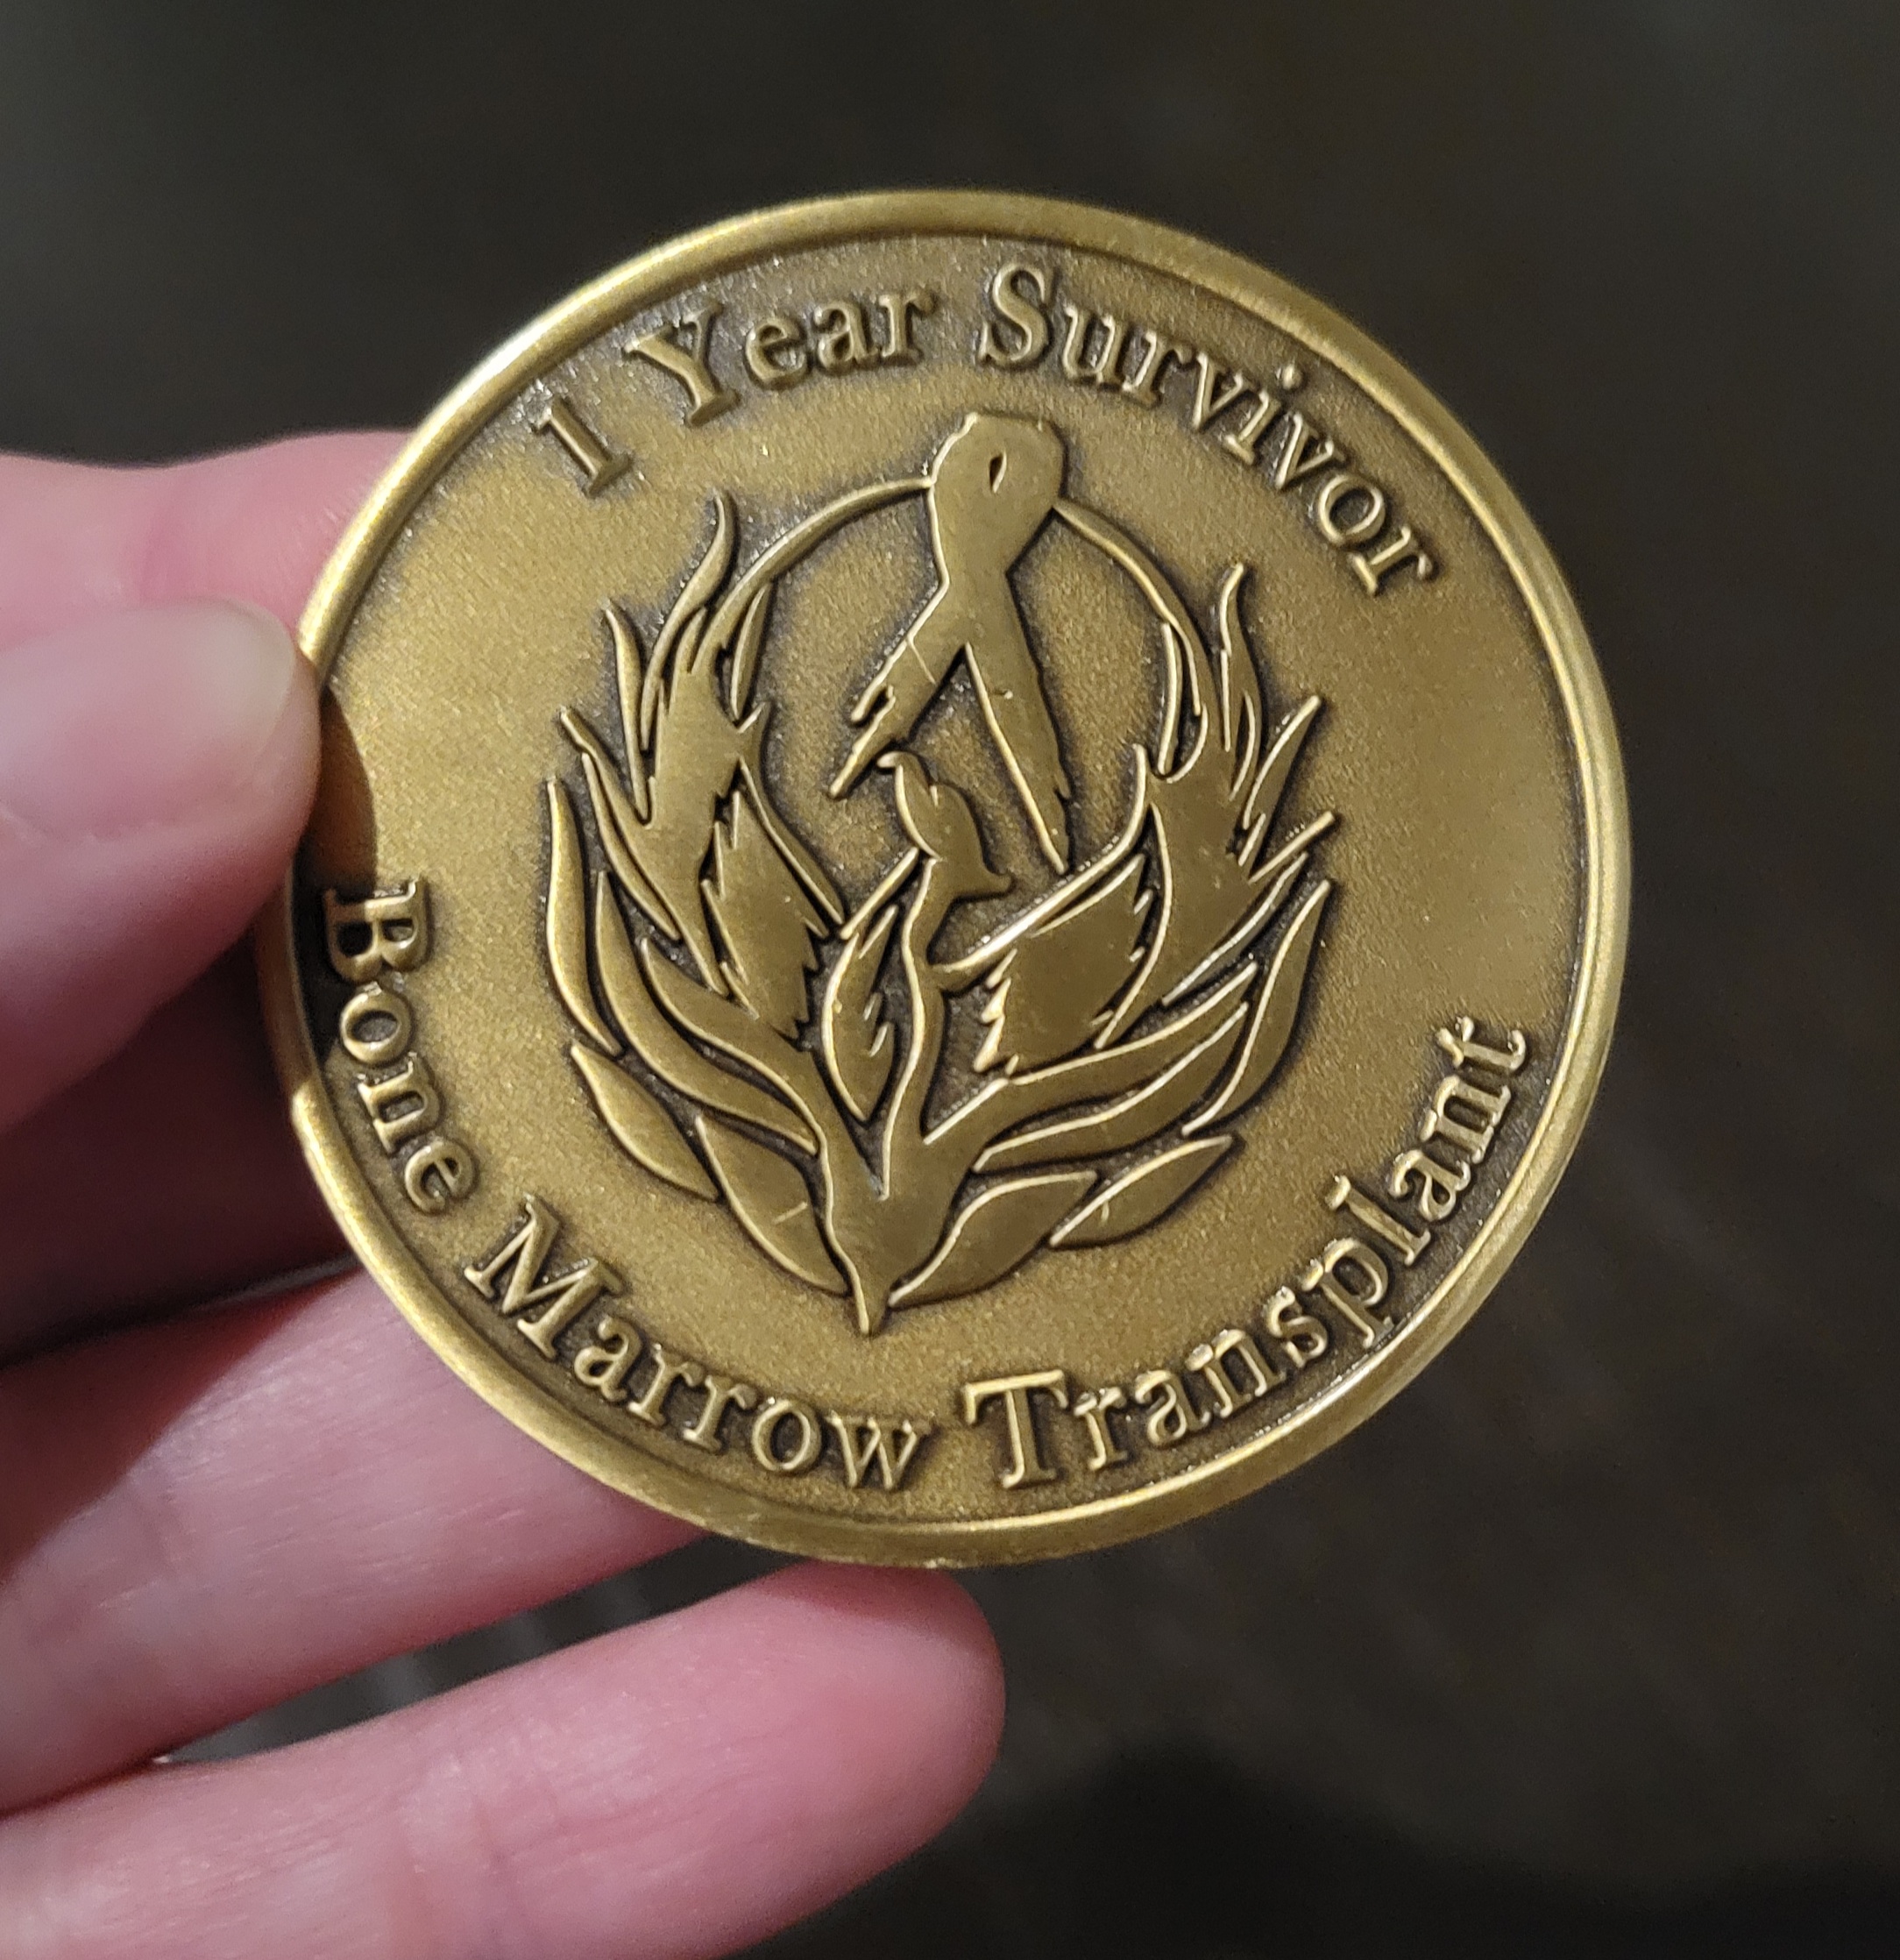 1 Year Survivor
Bone Marrow Transplant